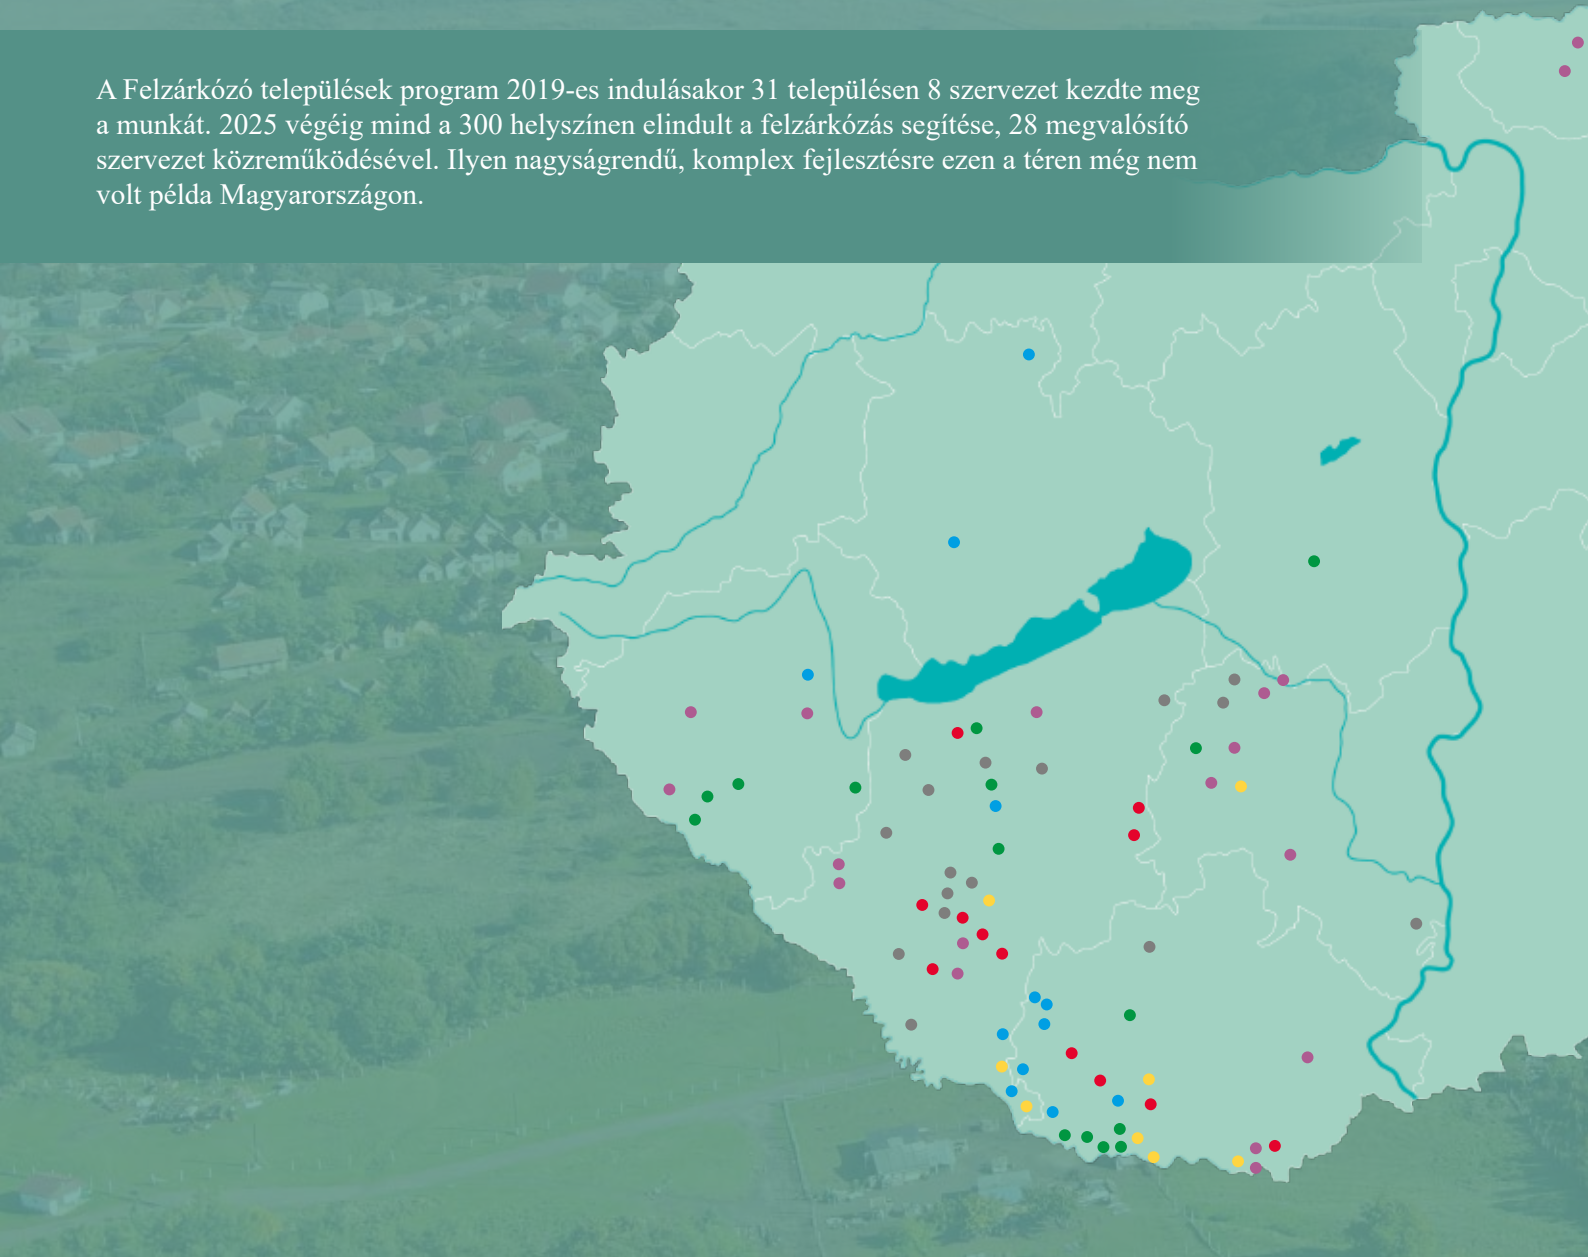 A Felzárkózó települések program 2019-es indulásakor 31 településen 8 szervezet kezdte meg
a munkát. 2025 végéig mind a 300 helyszínen elindult a felzárkózás segítése, 28 megvalósító
szervezet közreműködésével. Ilyen nagyságrendű, komplex fejlesztésre ezen a téren még nem
volt példa Magyarországon.